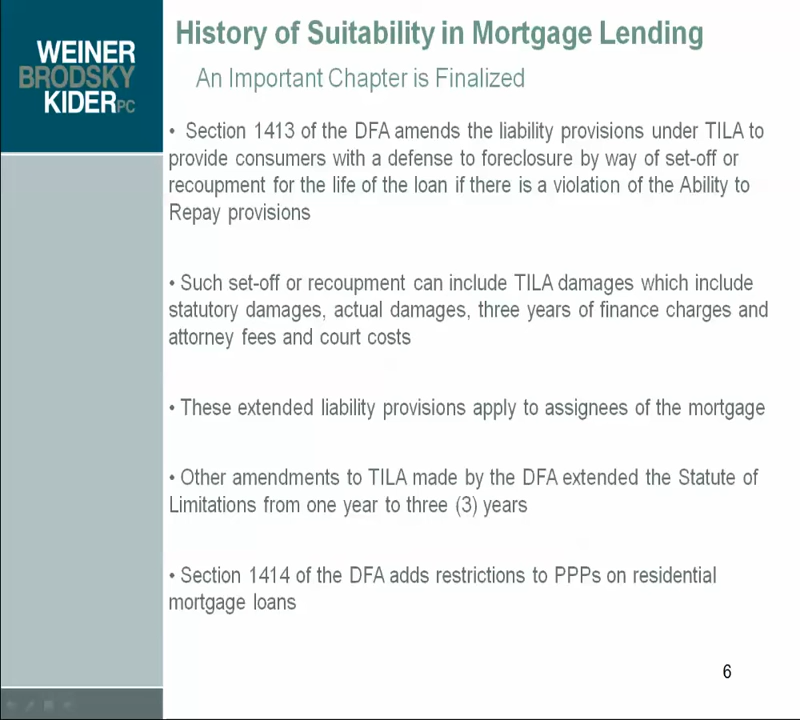 WEINER
BRODSKY
KIDER PC
History of Suitability in Mortgage Lending
An Important Chapter is Finalized
• Section 1413 of the DFA amends the liability provisions under TILA to
provide consumers with a defense to foreclosure by way of set-off or
recoupment for the life of the loan if there is a violation of the Ability to
Repay provisions
• Such set-off or recoupment can include TILA damages which include
statutory damages, actual damages, three years of finance charges and
attorney fees and court costs
• These extended liability provisions apply to assignees of the mortgage
• Other amendments to TILA made by the DFA extended the Statute of
Limitations from one year to three (3) years
• Section 1414 of the DFA adds restrictions to PPPs on residential
mortgage loans
6